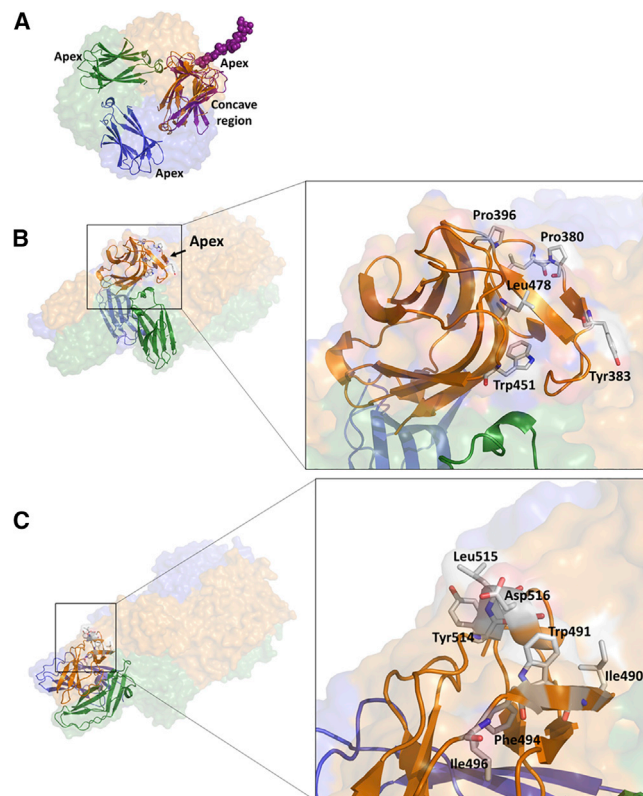 A
Apex
Apex
Concave
region
Apex
B
Apex
Pro396
Pro380
Leu478
Trp451
Tyr383
C
Leu515
Asp516
Tyr514
Trp491
Ile490
Phe494
Ile496